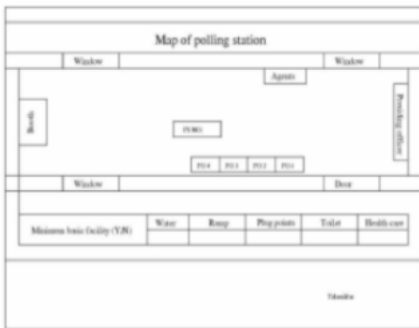 Map of polling station
Window Window
Agents
Booth
Presiding officer
PO4 PO3 PO2 PO1
Window Door
Minimum basic facility (Y/N) Water Ramp Plug points Toilet Health care